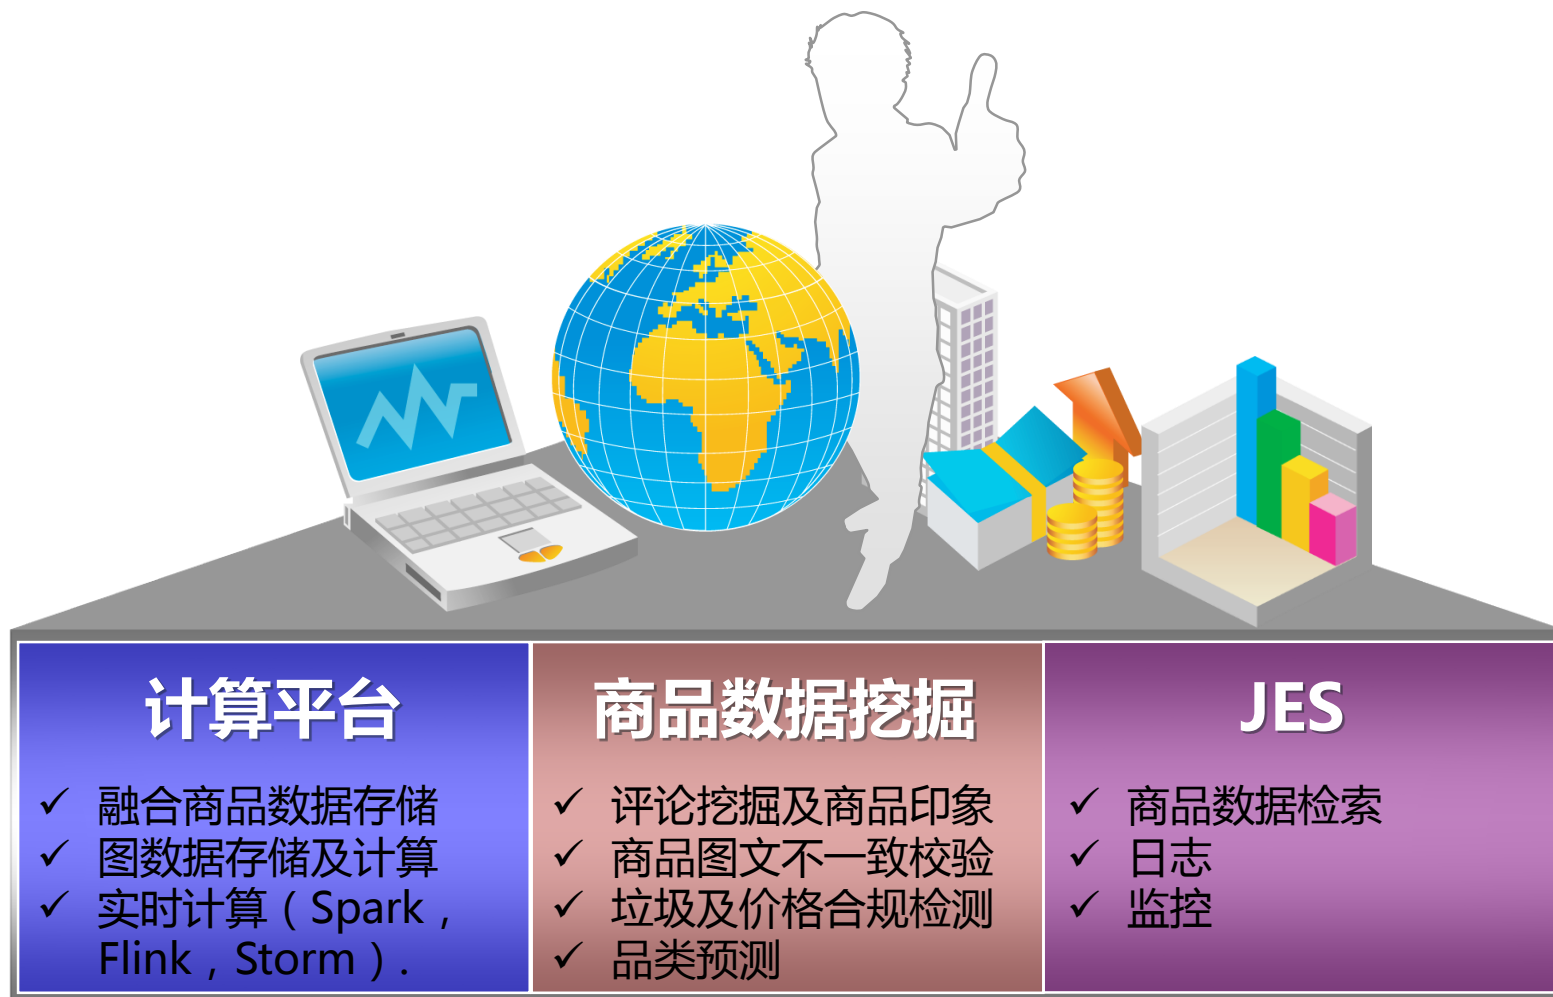 计算平台
✓ 融合商品数据存储
✓ 图数据存储及计算
✓ 实时计算（Spark，
Flink，Storm）.
商品数据挖掘
✓ 评论挖掘及商品印象
✓ 商品图文不一致校验
✓ 垃圾及价格合规检测
✓ 品类预测
JES
✓ 商品数据检索
✓ 日志
✓ 监控